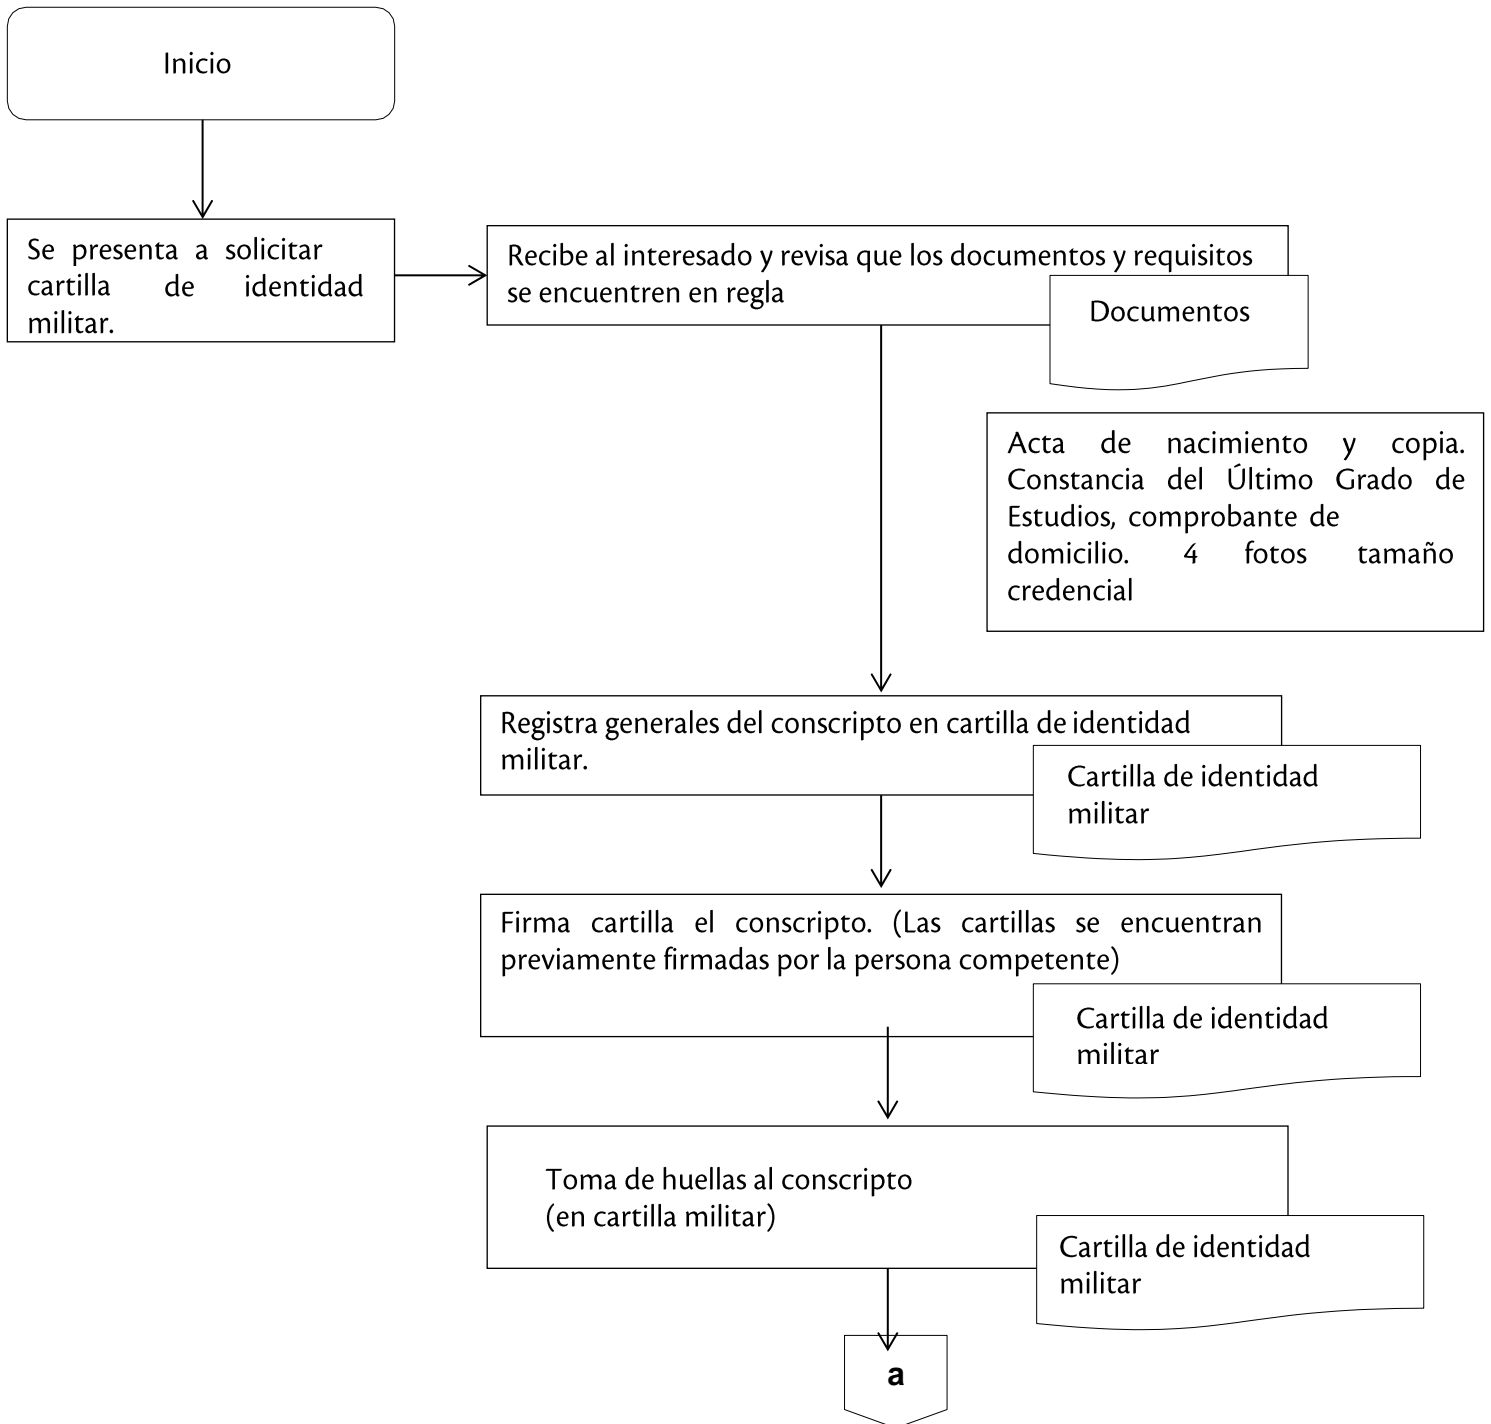 Inicio
Se presenta a solicitar
cartilla de identidad
militar.
Recibe al interesado y revisa que los documentos y requisitos
se encuentren en regla
Documentos
Acta de nacimiento y copia.
Constancia del Último Grado de
Estudios, comprobante de
domicilio. 4 fotos tamaño
credencial
Registra generales del conscripto en cartilla de identidad
militar.
Cartilla de identidad
militar
Firma cartilla el conscripto. (Las cartillas se encuentran
previamente firmadas por la persona competente)
Cartilla de identidad
militar
Toma de huellas al conscripto
(en cartilla militar)
Cartilla de identidad
militar
a